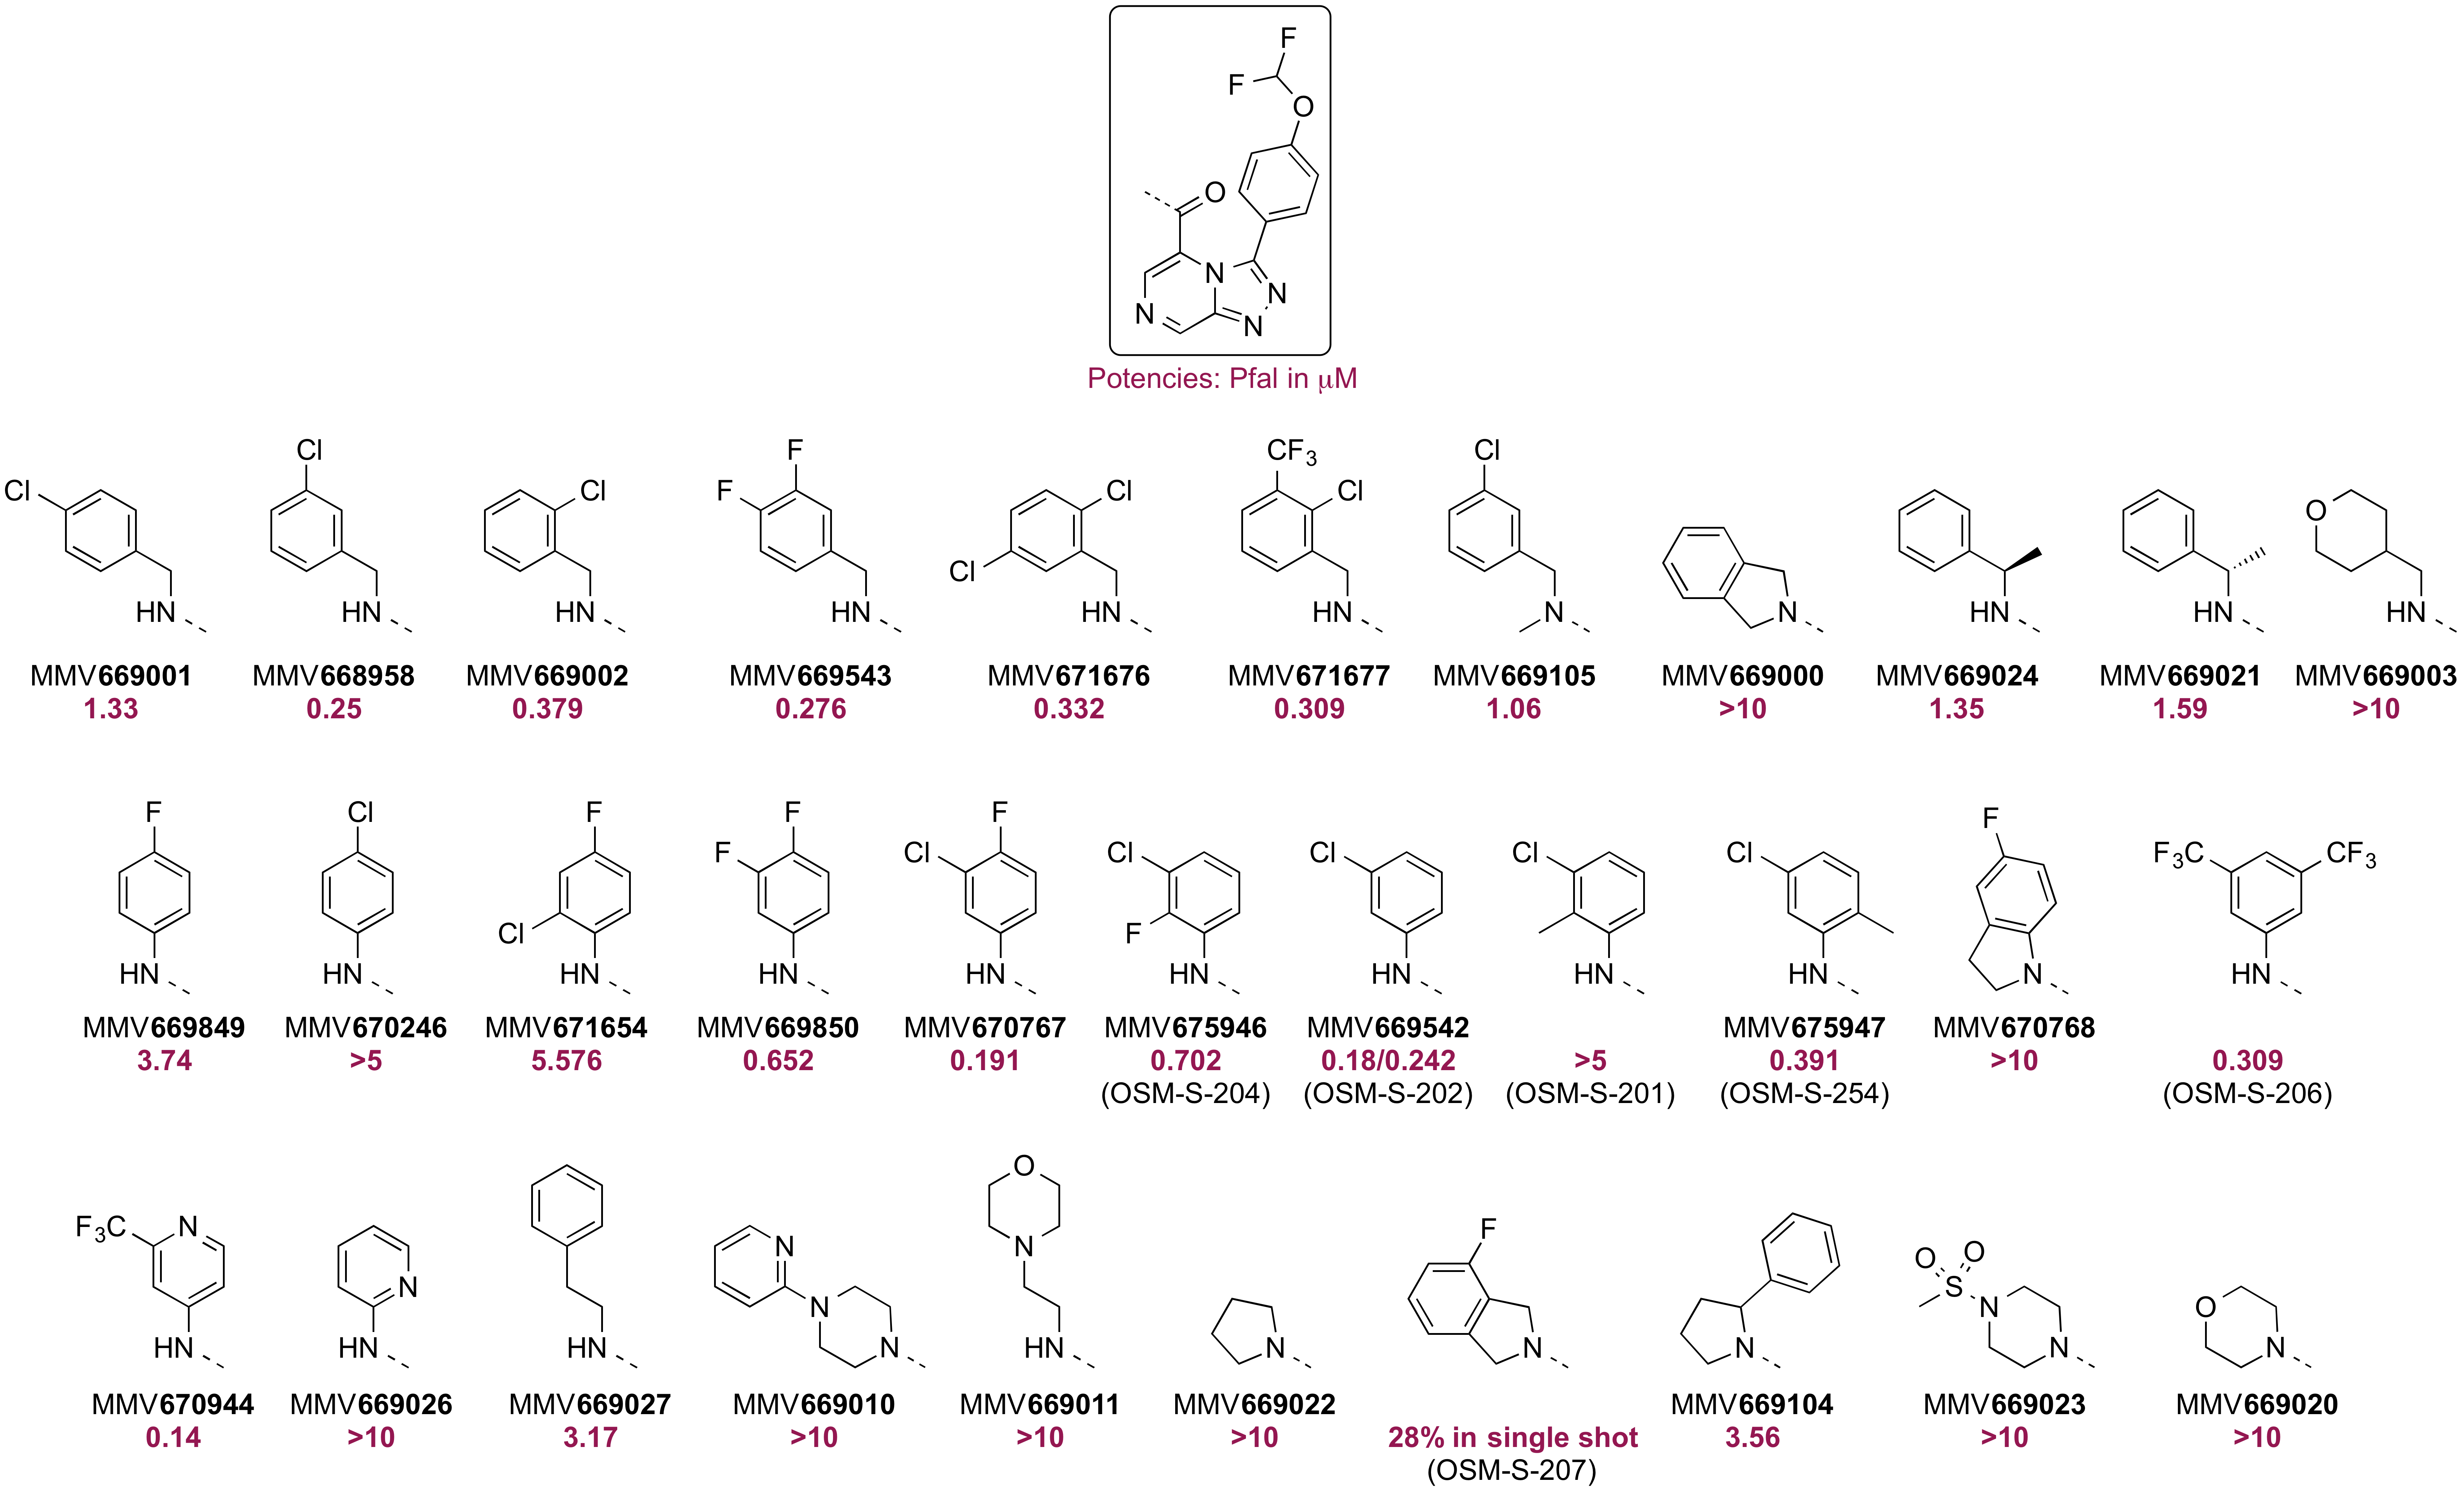 F
F
O
O
N
N
N
N
Potencies: Pfal in μM
Cl
HN
Cl
HN
Cl
HN
F
F
HN
Cl
Cl
HN
CF3
Cl
HN
Cl
N
N
HN
HN
O
HN
MMV669001 MMV668958 MMV669002 MMV669543 MMV671676 MMV671677 MMV669105 MMV669000 MMV669024 MMV669021 MMV669003
1.33 0.25 0.379 0.276 0.332 0.309 1.06 >10 1.35 1.59 >10
F
HN
Cl
HN
F
Cl
HN
F
F
HN
F
Cl
HN
Cl
F
HN
Cl
HN
Cl
HN
Cl
HN
F
N
F3C
CF3
HN
MMV669849 MMV670246 MMV671654 MMV669850 MMV670767 MMV675946 MMV669542 MMV675947 MMV670768
3.74 >5 5.576 0.652 0.191 0.702 0.18/0.242 >5 0.391 >10 0.309
(OSM-S-204) (OSM-S-202) (OSM-S-201) (OSM-S-254) (OSM-S-206)
F3C
N
HN
N
HN
HN
N
N
N
O
N
HN
N
F
N
N
O
O
S
N
N
O
N
MMV670944 MMV669026 MMV669027 MMV669010 MMV669011 MMV669022 MMV669104 MMV669023 MMV669020
0.14 >10 3.17 >10 >10 >10 28% in single shot 3.56 >10 >10
(OSM-S-207)